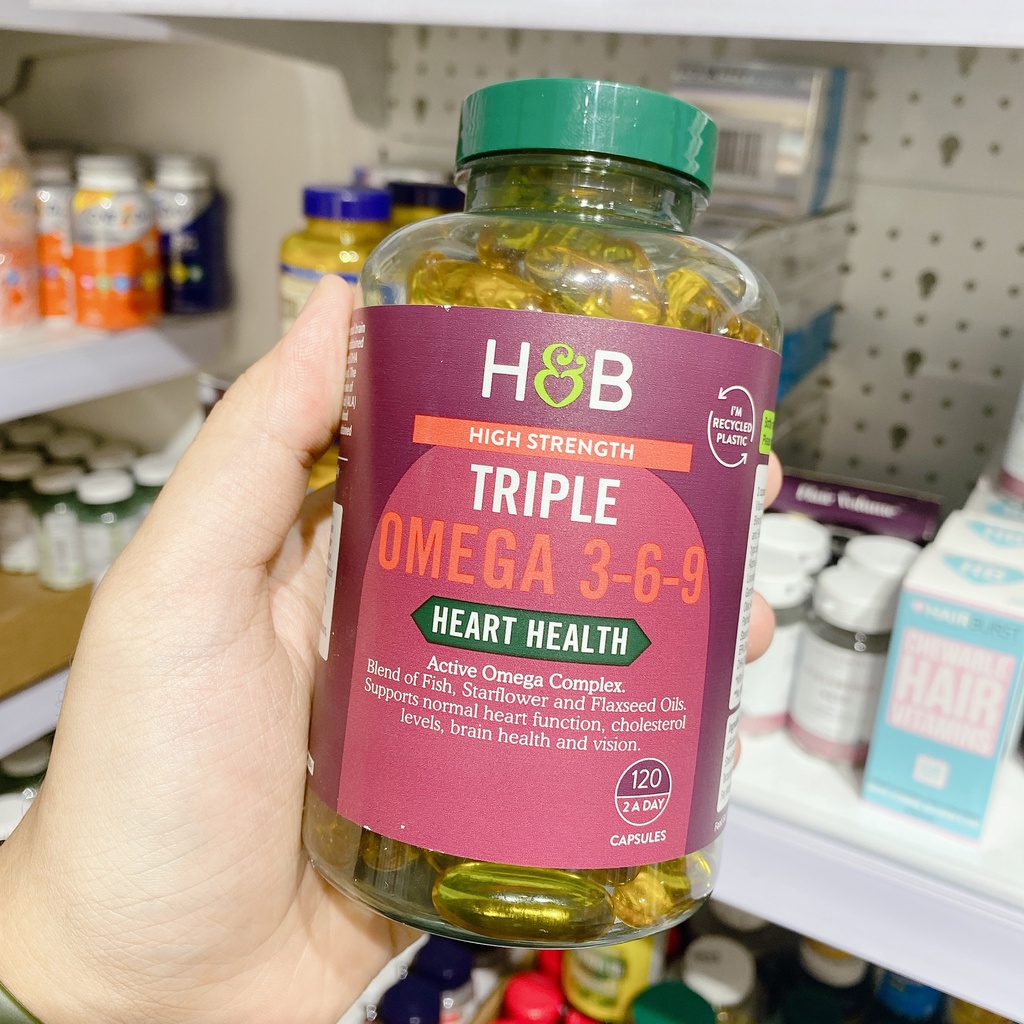 H&B
HIGH STRENGTH
I'M
RECYCLED
PLASTIC
TRIPLE
OMEGA 3-6-9
HEART HEALTH
Active Omega Complex.
Blend of Fish, Starflower and Flaxseed Oils.
Supports normal heart function, cholesterol
levels, brain health and vision.
120
2 A DAY
CAPSULES
Hair Volume
HAIRBURST
CHEWABLE
HAIR
VITAMINS